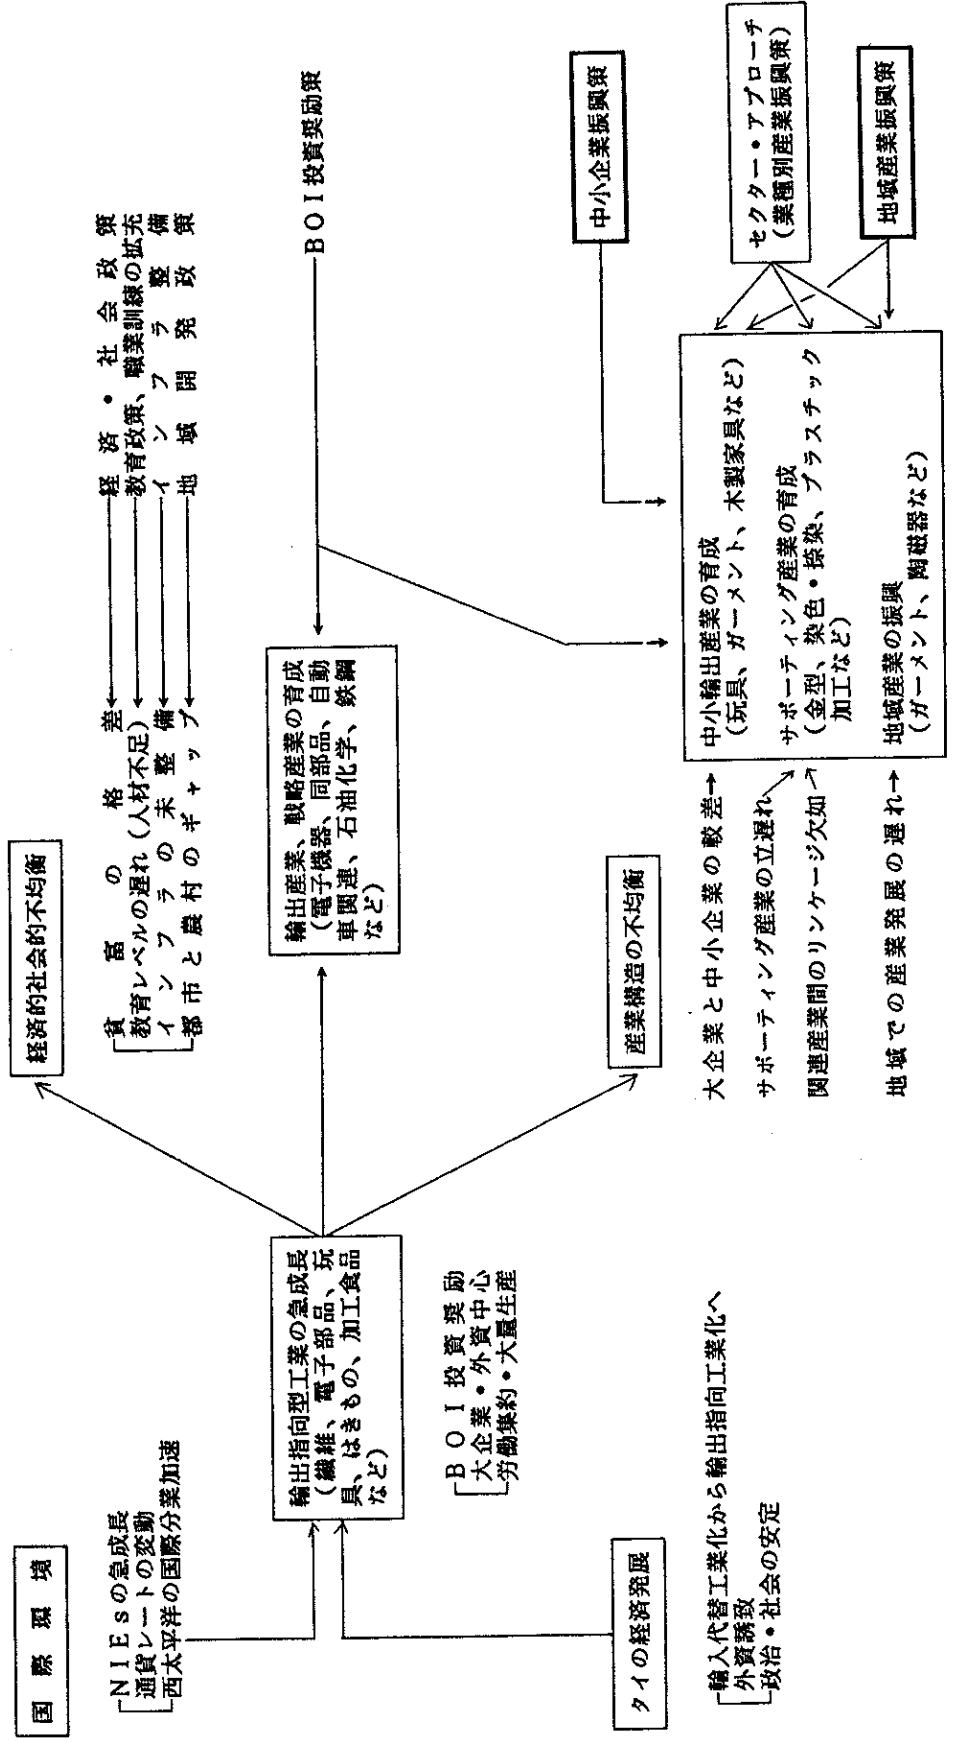 国際環境
NIEsの急成長
通貨レートの変動
西太平洋の国際分業加速
タイの経済発展
輸入代替工業化から輸出指向工業化へ
外資誘致
政治・社会の安定
輸出指向型工業の急成長
(繊維、電子部品、玩
具、はきもの、加工食品
など)
BOI投資奨励
大企業・外資中心
労働集約・大量生産
経済的社会的不均衡
貧富の格差
教育レベルの遅れ(人材不足)
インフラの未整備
都市と農村のギャップ
経済・社会政策
教育政策、職業訓練の拡充
インフラ整備
地域開発政策
輸出産業、戦略産業の育成
(電子機器、同部品、自動
車関連、石油化学、鉄鋼
など)
BOI投資奨励策
産業構造の不均衡
大企業と中小企業の較差
サポーティング産業の立遅れ
関連産業間のリンケージ欠如
地域での産業発展の遅れ
中小輸出産業の育成
(玩具、ガーメント、木製家具など)
サポーティング産業の育成
(金型、染色・捺染、プラスチック
加工など)
地域産業の振興
(ガーメント、陶磁器など)
中小企業振興策
セクター・アプローチ
(業種別産業振興策)
地域産業振興策